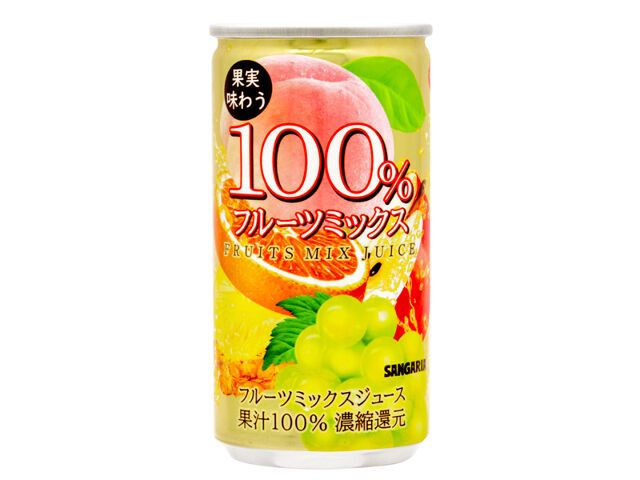 果実
味わう
100%
フルーツミックス
FRUITS MIX JUICE
SANGARIA
フルーツミックスジュース
果汁100% 濃縮還元